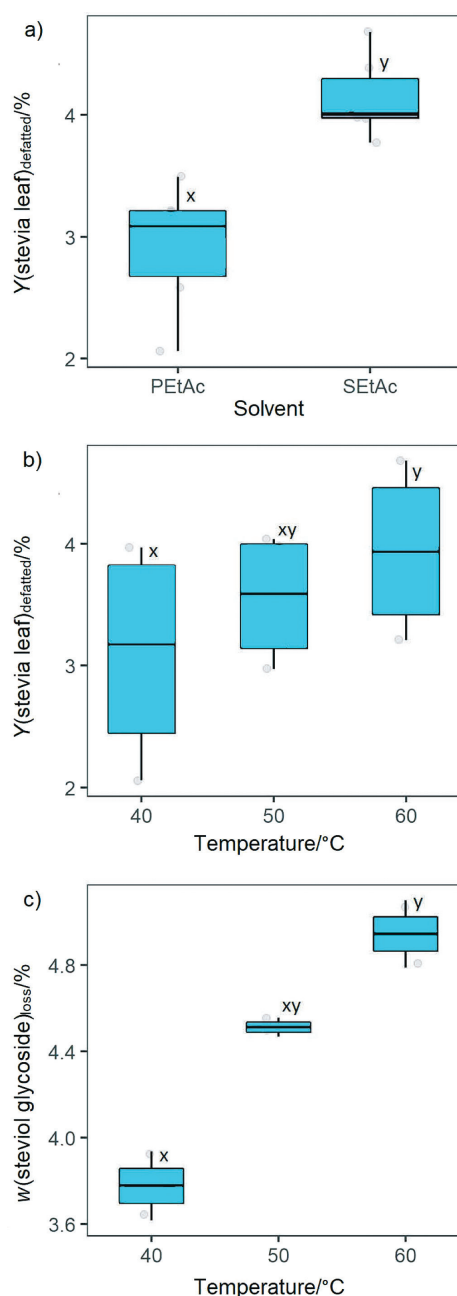 a)
Y(stevia leaf)defatted/%
4
3
2
x
y
PEtAc SEtAc
Solvent
b)
Y(stevia leaf)defatted/%
4
3
2
x
xy
y
40 50 60
Temperature/°C
c)
w(steviol glycoside)loss/%
4.8
4.4
4.0
3.6
x
xy
y
40 50 60
Temperature/°C